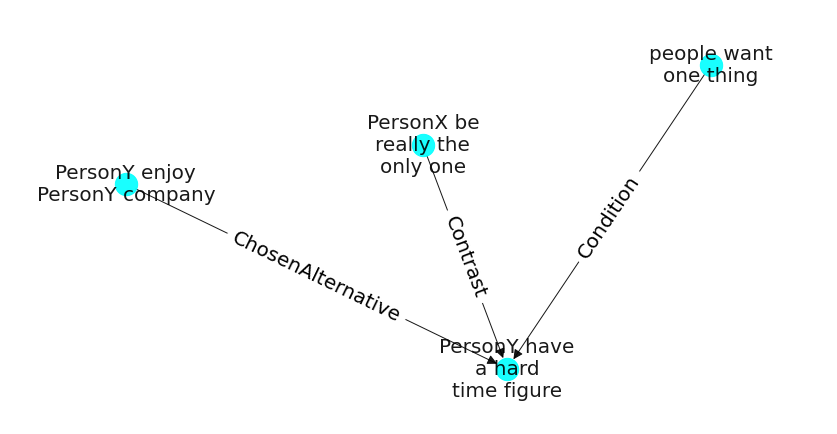 people want
one thing
PersonX be
really the
only one
PersonY enjoy
PersonY company
Condition
Contrast
ChosenAlternative
PersonY have
a hard
time figure